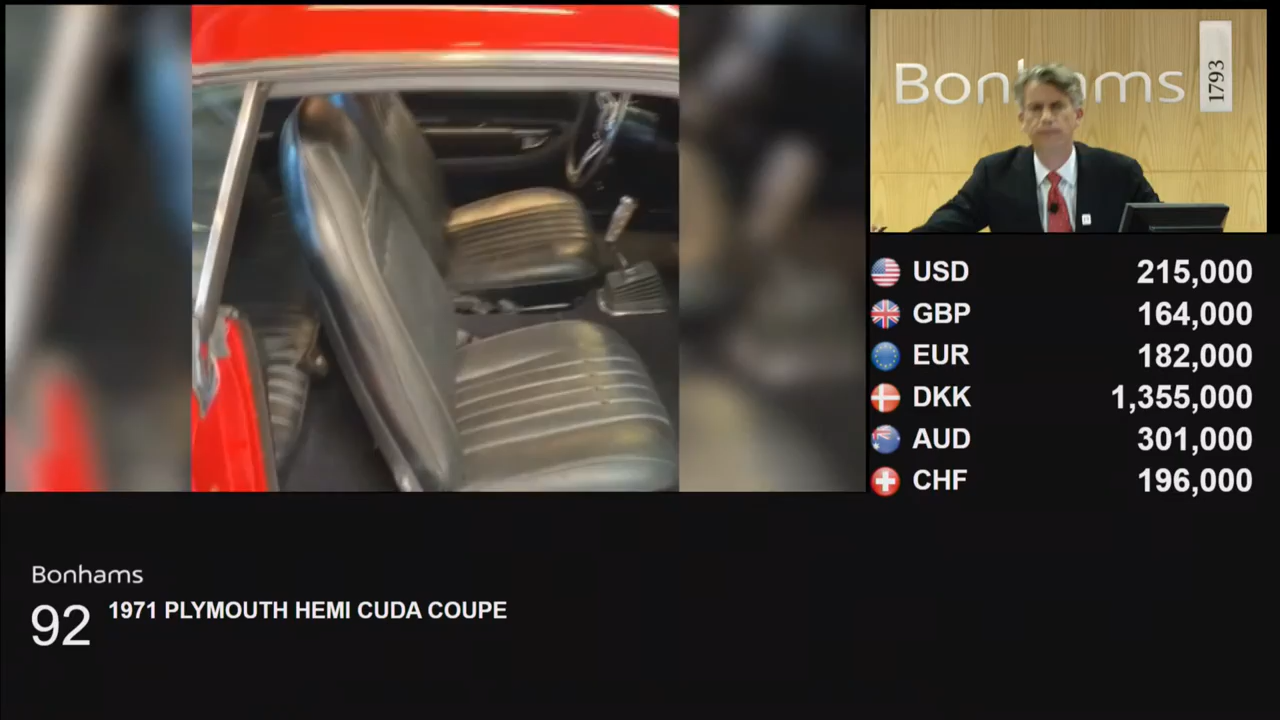 Bonhams
1793
USD 215,000
GBP 164,000
EUR 182,000
DKK 1,355,000
AUD 301,000
CHF 196,000
Bonhams
92 1971 PLYMOUTH HEMI CUDA COUPE